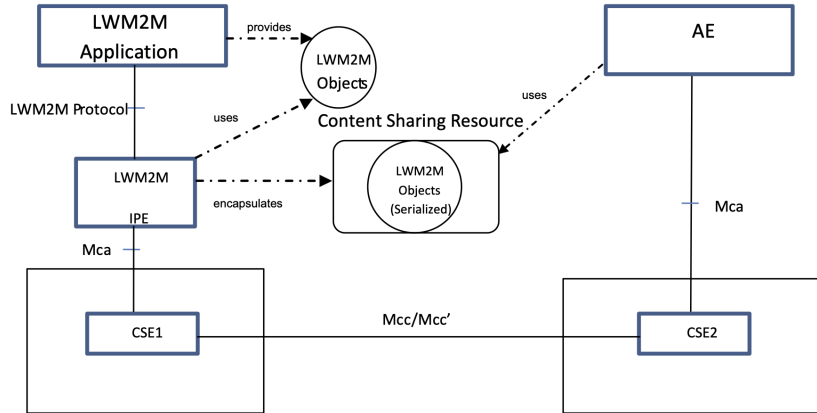 LWM2M
Application
provides
LWM2M
Objects
AE
LWM2M Protocol
uses
uses
Content Sharing Resource
LWM2M
IPE
encapsulates
LWM2M
Objects
(Serialized)
Mca
Mca
CSE1
Mcc/Mcc’
CSE2